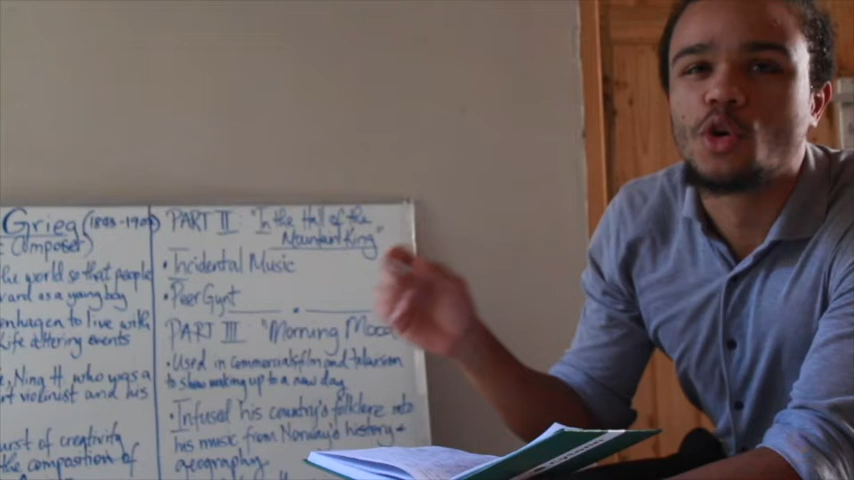 Grieg (1843-1907)
t Composer)
the world so that people
ward as a young boy
enhagen to live with
Life altering events
e, Nina H. who was a
rt violinist and his
urst of creativity
the composition of
PART II "In the Hall of the
Mountain King"
• Incidental Music
• Peer Gynt
PART III "Morning Mood
• Used in commercials, film and television
to show waking up to a new day
• Infused his country's folklore into
his music from Norway's history +
geography